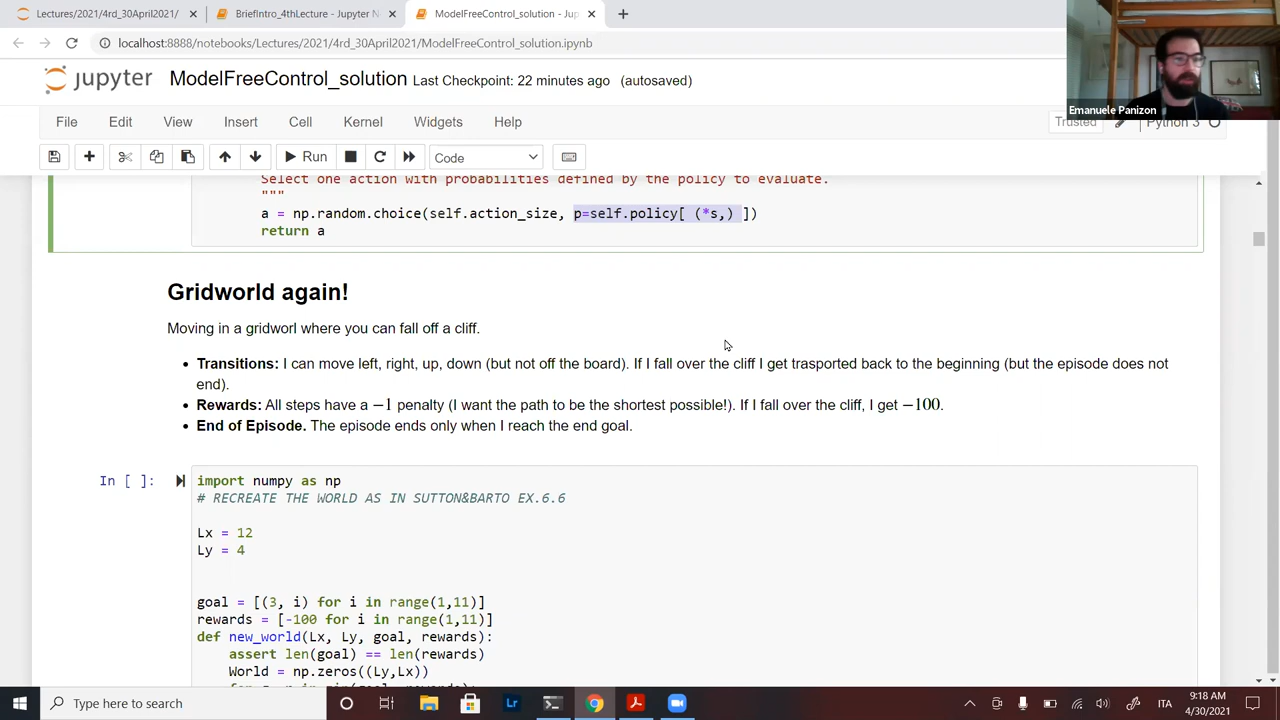 Lectures/2021/4rd_30April2021/
BriefIntro_4thLecture - Jupyter N
ModelFreeControl_solution - Jup
localhost:8888/notebooks/Lectures/2021/4rd_30April2021/ModelFreeControl_solution.ipynb
jupyter ModelFreeControl_solution Last Checkpoint: 22 minutes ago (autosaved)
Emanuele Panizon
File Edit View Insert Cell Kernel Widgets Help
Trusted Python 3
Run Code
Select one action with probabilities defined by the policy to evaluate.
"""
a = np.random.choice(self.action_size, p=self.policy[ (*s,) ])
return a
Gridworld again!
Moving in a gridworl where you can fall off a cliff.
• Transitions: I can move left, right, up, down (but not off the board). If I fall over the cliff I get trasported back to the beginning (but the episode does not
end).
• Rewards: All steps have a −1 penalty (I want the path to be the shortest possible!). If I fall over the cliff, I get −100.
• End of Episode. The episode ends only when I reach the end goal.
In [ ]:
import numpy as np
# RECREATE THE WORLD AS IN SUTTON&BARTO EX.6.6
Lx = 12
Ly = 4
goal = [(3, i) for i in range(1,11)]
rewards = [-100 for i in range(1,11)]
def new_world(Lx, Ly, goal, rewards):
assert len(goal) == len(rewards)
World = np.zeros((Ly,Lx))
Type here to search
Lr
ITA
9:18 AM
4/30/2021